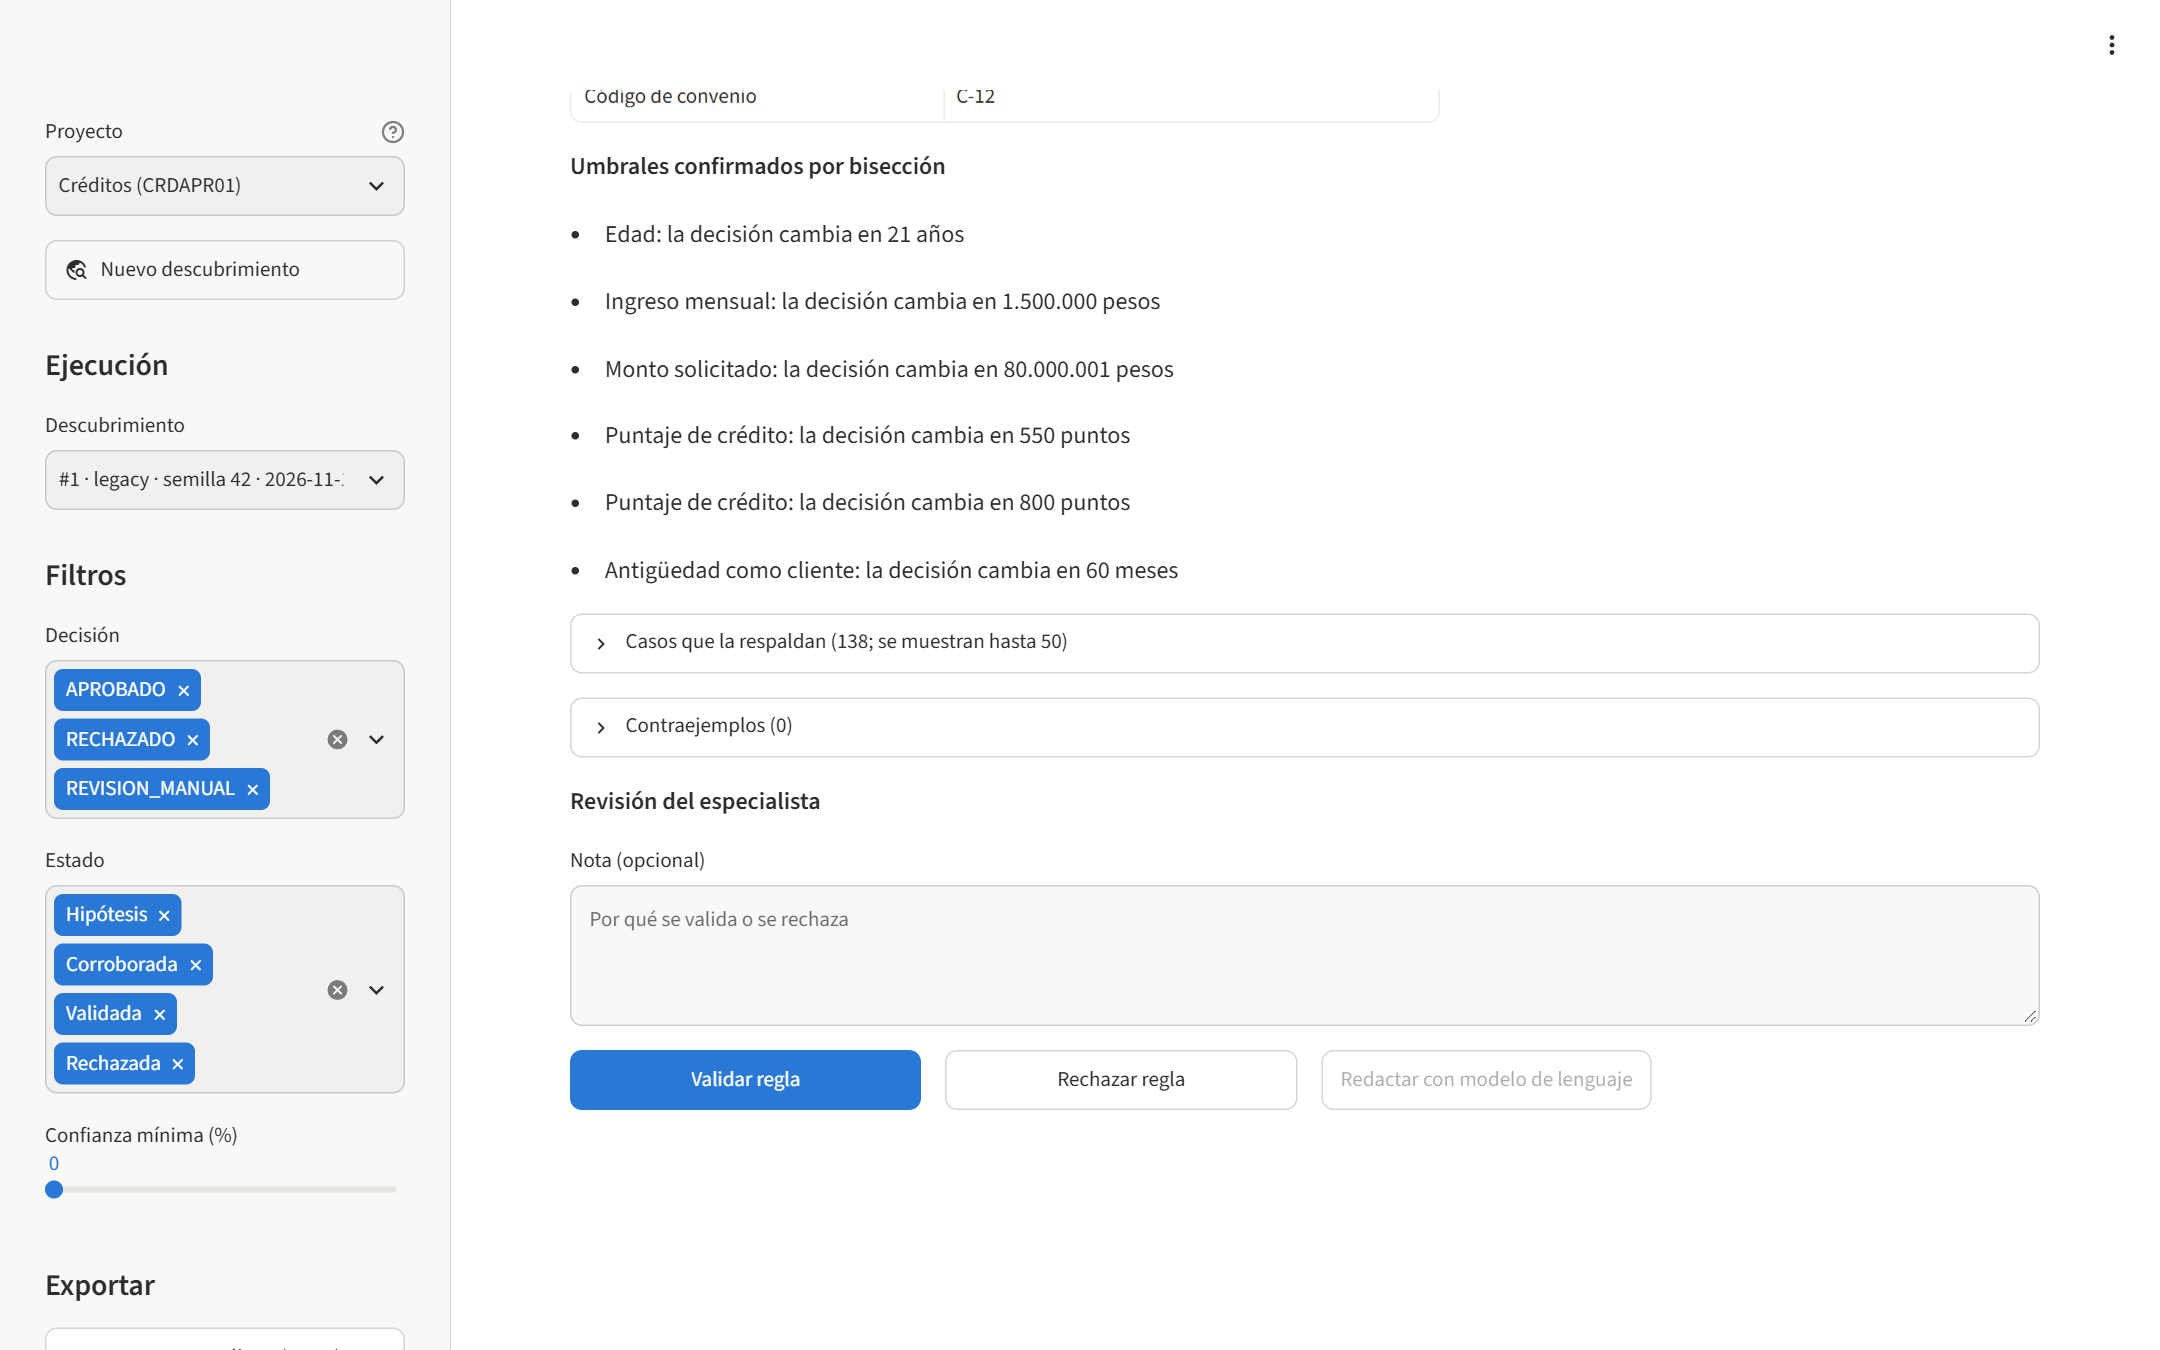 Proyecto
Créditos (CRDAPR01)
Nuevo descubrimiento
Ejecución
Descubrimiento
#1 · legacy · semilla 42 · 2026-11-
Filtros
Decisión
APROBADO
RECHAZADO
REVISION_MANUAL
Estado
Hipótesis
Corroborada
Validada
Rechazada
Confianza mínima (%)
0
Exportar
Código de convenio C-12
Umbrales confirmados por bisección
• Edad: la decisión cambia en 21 años
• Ingreso mensual: la decisión cambia en 1.500.000 pesos
• Monto solicitado: la decisión cambia en 80.000.001 pesos
• Puntaje de crédito: la decisión cambia en 550 puntos
• Puntaje de crédito: la decisión cambia en 800 puntos
• Antigüedad como cliente: la decisión cambia en 60 meses
Casos que la respaldan (138; se muestran hasta 50)
Contraejemplos (0)
Revisión del especialista
Nota (opcional)
Por qué se valida o se rechaza
Validar regla
Rechazar regla
Redactar con modelo de lenguaje